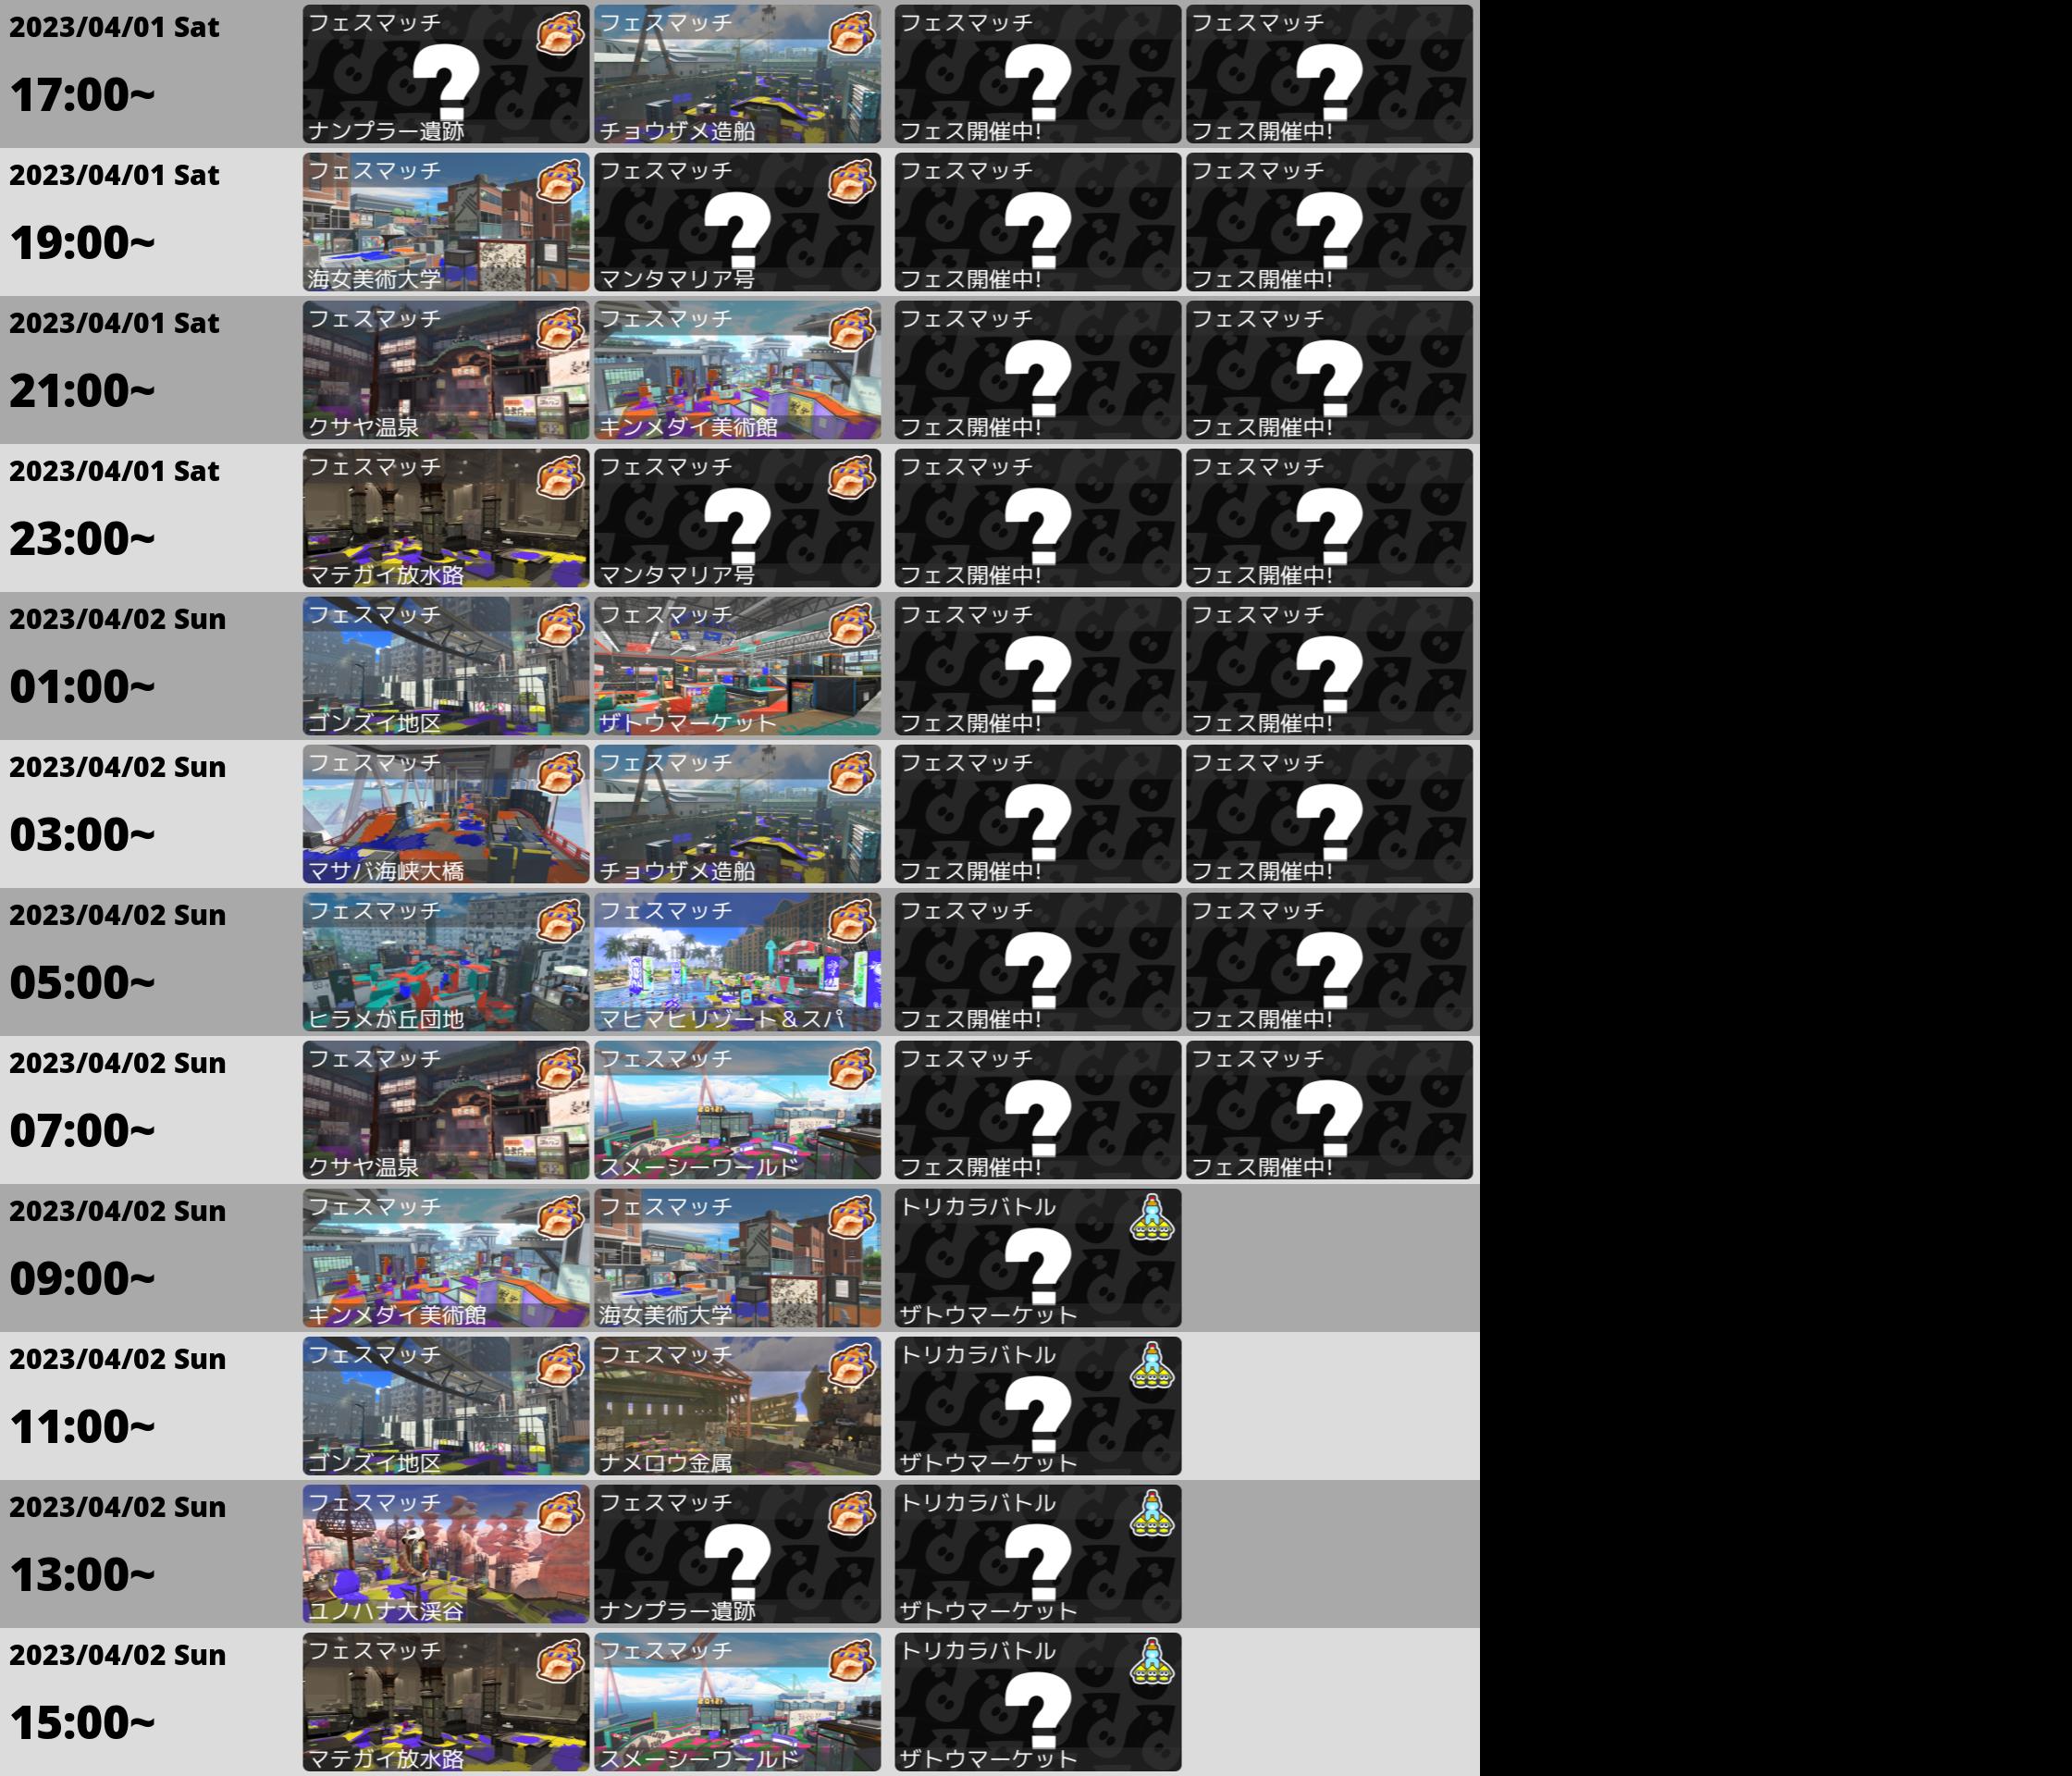 2023/04/01 Sat
17:00~
フェスマッチ
ナンプラー遺跡
フェスマッチ
チョウザメ造船
フェスマッチ
フェス開催中!
フェスマッチ
フェス開催中!
2023/04/01 Sat
19:00~
フェスマッチ
海女美術大学
フェスマッチ
マンタマリア号
フェスマッチ
フェス開催中!
フェスマッチ
フェス開催中!
2023/04/01 Sat
21:00~
フェスマッチ
クサヤ温泉
フェスマッチ
キンメダイ美術館
フェスマッチ
フェス開催中!
フェスマッチ
フェス開催中!
2023/04/01 Sat
23:00~
フェスマッチ
マテガイ放水路
フェスマッチ
マンタマリア号
フェスマッチ
フェス開催中!
フェスマッチ
フェス開催中!
2023/04/02 Sun
01:00~
フェスマッチ
ゴンズイ地区
フェスマッチ
ザトウマーケット
フェスマッチ
フェス開催中!
フェスマッチ
フェス開催中!
2023/04/02 Sun
03:00~
フェスマッチ
マサバ海峡大橋
フェスマッチ
チョウザメ造船
フェスマッチ
フェス開催中!
フェスマッチ
フェス開催中!
2023/04/02 Sun
05:00~
フェスマッチ
ヒラメが丘団地
フェスマッチ
マヒマヒリゾート＆スパ
フェスマッチ
フェス開催中!
フェスマッチ
フェス開催中!
2023/04/02 Sun
07:00~
フェスマッチ
クサヤ温泉
フェスマッチ
スメーシーワールド
フェスマッチ
フェス開催中!
フェスマッチ
フェス開催中!
2023/04/02 Sun
09:00~
フェスマッチ
キンメダイ美術館
フェスマッチ
海女美術大学
トリカラバトル
ザトウマーケット
2023/04/02 Sun
11:00~
フェスマッチ
ゴンズイ地区
フェスマッチ
ナメロウ金属
トリカラバトル
ザトウマーケット
2023/04/02 Sun
13:00~
フェスマッチ
ユノハナ大渓谷
フェスマッチ
ナンプラー遺跡
トリカラバトル
ザトウマーケット
2023/04/02 Sun
15:00~
フェスマッチ
マテガイ放水路
フェスマッチ
スメーシーワールド
トリカラバトル
ザトウマーケット